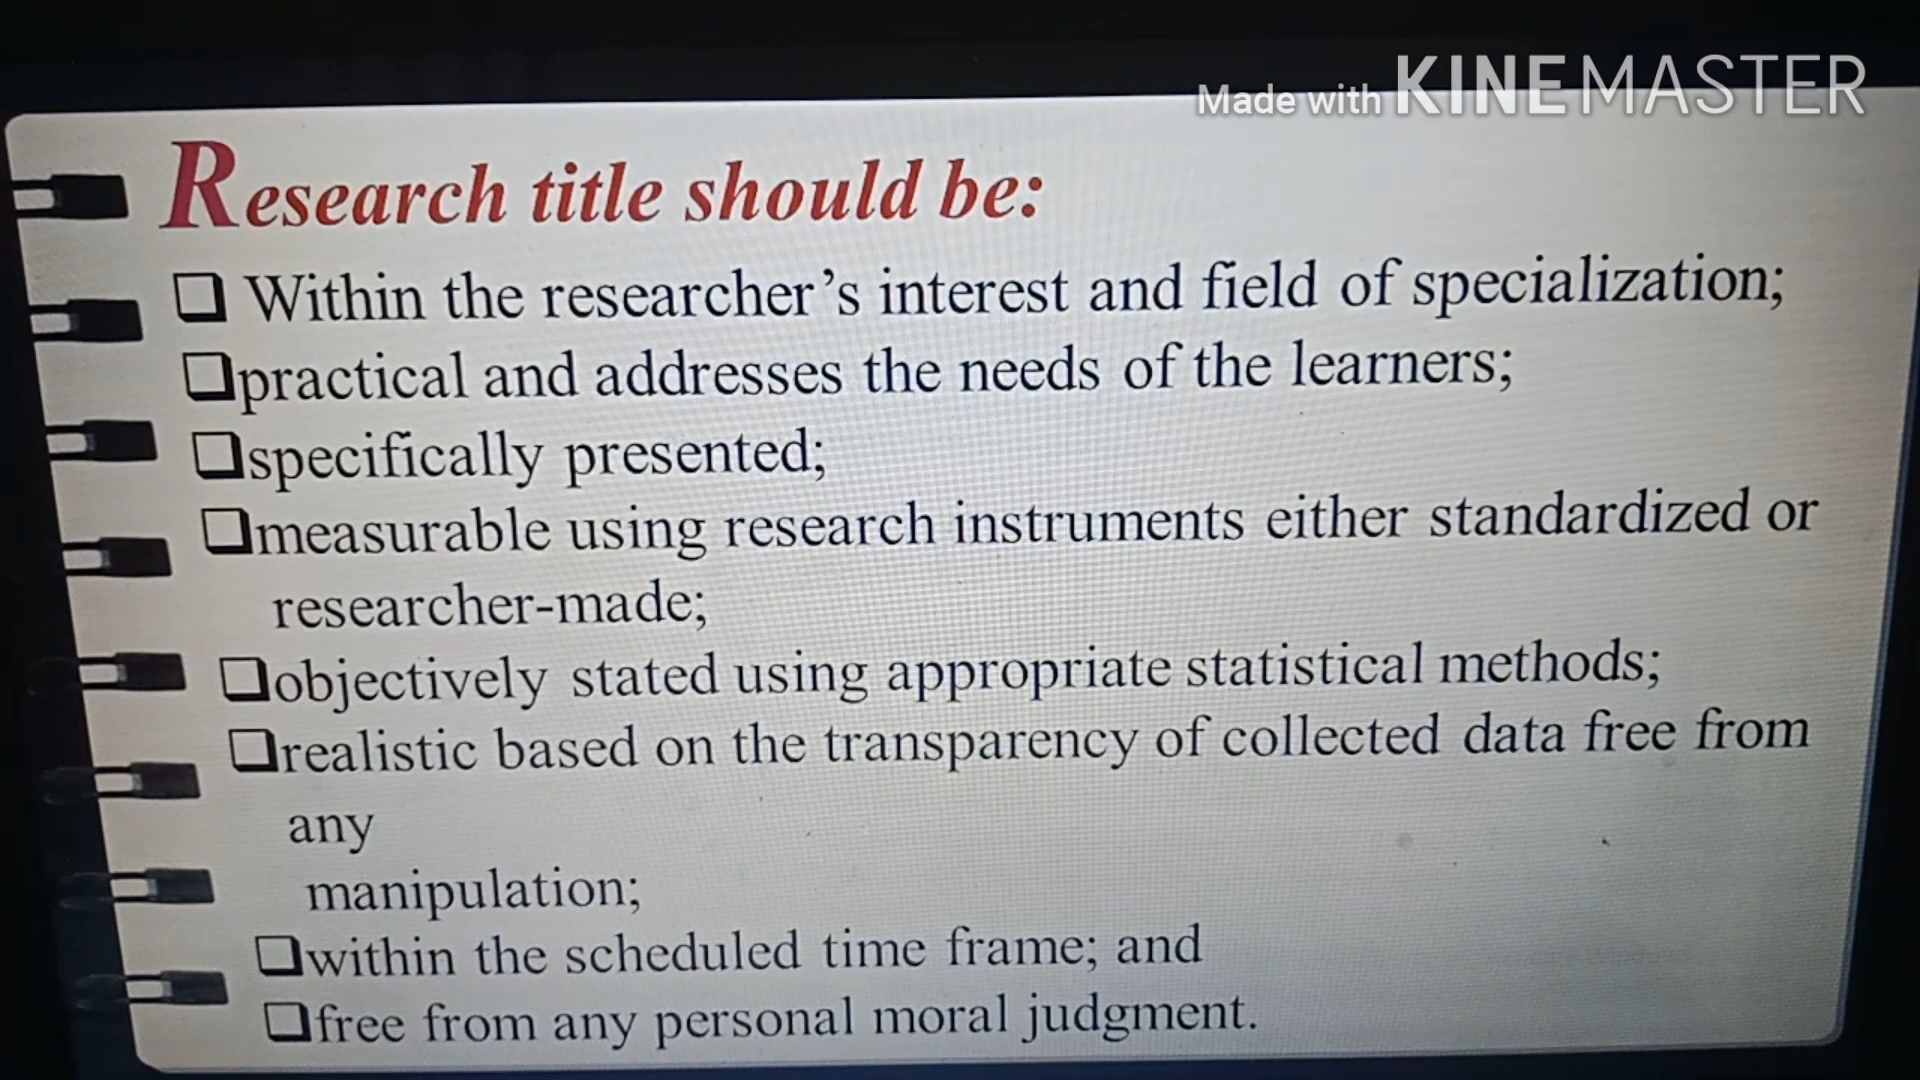 Made with KINEMASTER
Research title should be:
❑ Within the researcher's interest and field of specialization;
❑practical and addresses the needs of the learners;
❑specifically presented;
❑measurable using research instruments either standardized or
researcher-made;
❑objectively stated using appropriate statistical methods;
❑realistic based on the transparency of collected data free from
any
manipulation;
❑within the scheduled time frame; and
❑free from any personal moral judgment.